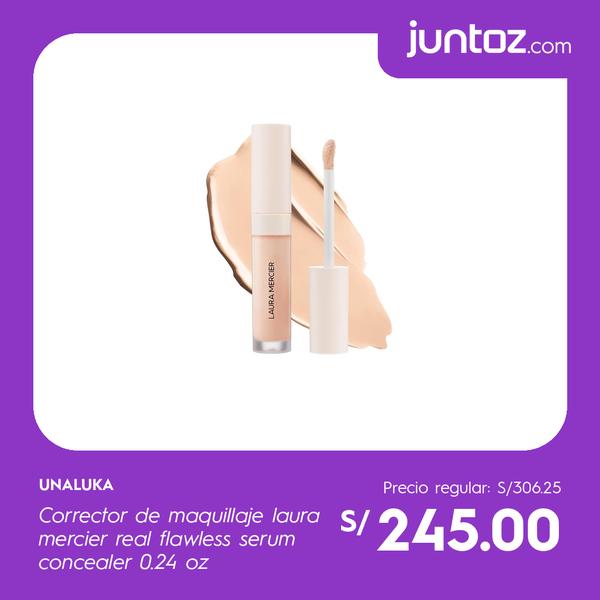 juntoz.com
LAURA MERCIER
UNALUKA
Corrector de maquillaje laura
mercier real flawless serum
concealer 0.24 oz
Precio regular: S/306.25
S/ 245.00